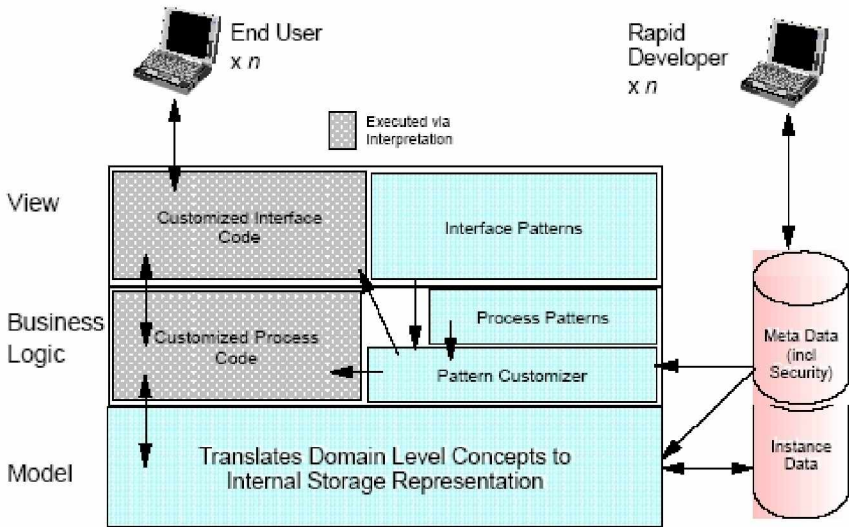 End User
x n
Rapid
Developer
x n
Executed via
Interpretation
View
Customized Interface
Code
Interface Patterns
Business
Logic
Customized Process
Code
Process Patterns
Pattern Customizer
Meta Data
(incl
Security)
Model
Translates Domain Level Concepts to
Internal Storage Representation
Instance
Data